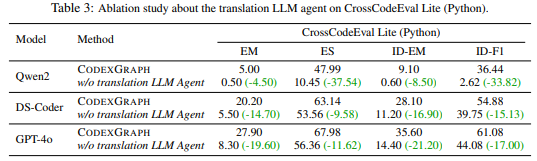 Table 3: Ablation study about the translation LLM agent on CrossCodeEval Lite (Python).
Model Method CrossCodeEval Lite (Python)
EM ES ID-EM ID-F1
Qwen2 CODEXGRAPH 5.00 47.99 9.10 36.44
w/o translation LLM Agent 0.50 (-4.50) 10.45 (-37.54) 0.60 (-8.50) 2.62 (-33.82)
DS-Coder CODEXGRAPH 20.20 63.14 28.10 54.88
w/o translation LLM Agent 5.50 (-14.70) 53.56 (-9.58) 11.20 (-16.90) 39.75 (-15.13)
GPT-4o CODEXGRAPH 27.90 67.98 35.60 61.08
w/o translation LLM Agent 8.30 (-19.60) 56.36 (-11.62) 14.40 (-21.20) 44.08 (-17.00)